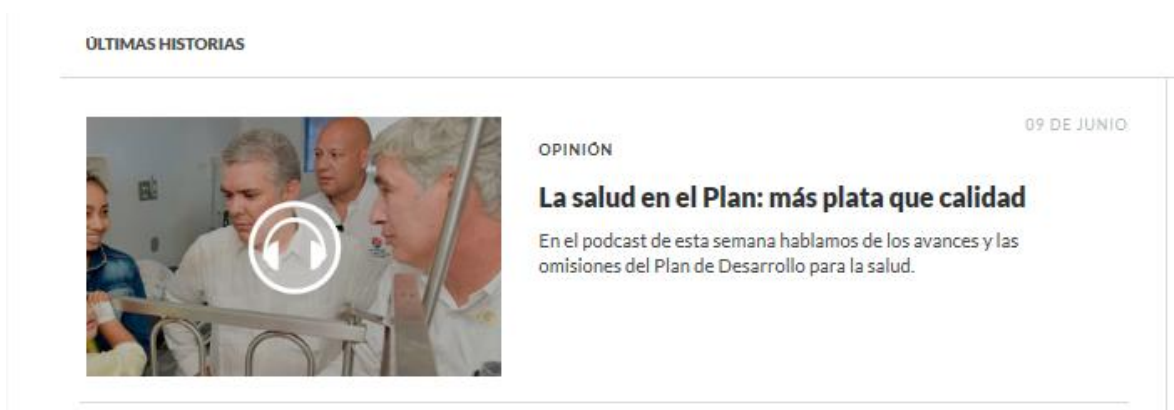 ÚLTIMAS HISTORIAS
09 DE JUNIO
OPINIÓN
La salud en el Plan: más plata que calidad
En el podcast de esta semana hablamos de los avances y las
omisiones del Plan de Desarrollo para la salud.